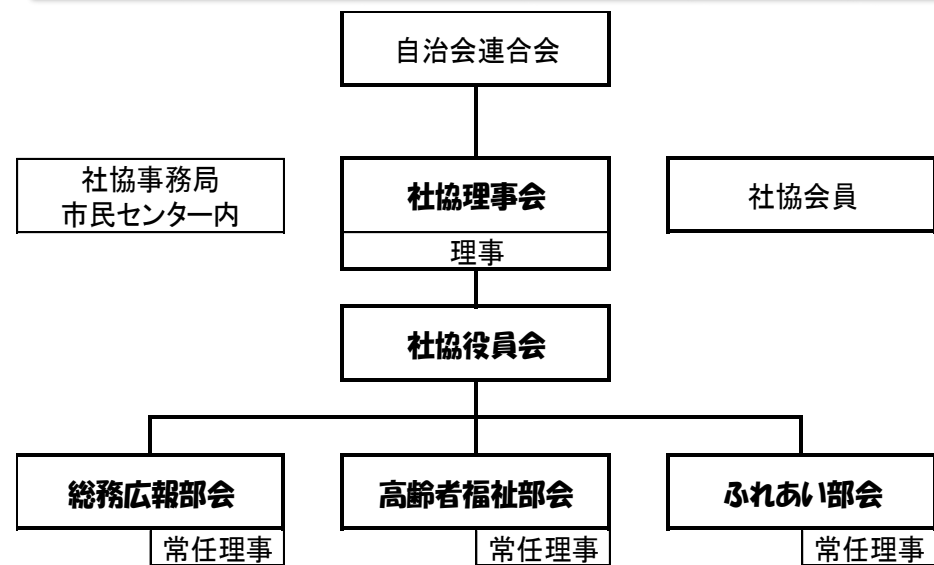 自治会連合会
社協事務局
市民センター内
社協理事会
理事
社協会員
社協役員会
総務広報部会
常任理事
高齢者福祉部会
常任理事
ふれあい部会
常任理事